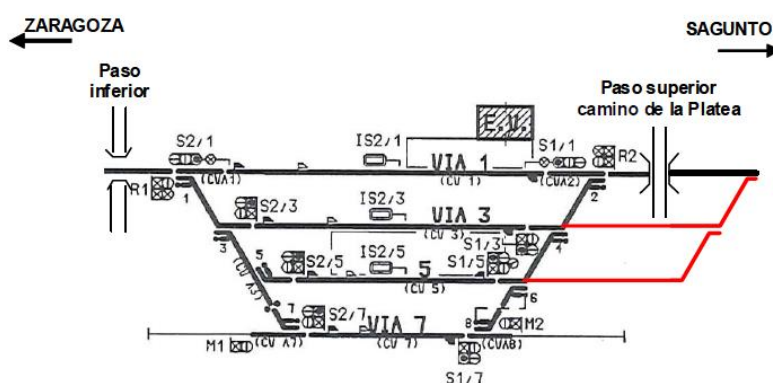 ZARAGOZA
SAGUNTO
Paso
inferior
Paso superior
camino de la Platea
E.V.
S2/1
IS2/1
S1/1
R2
VIA 1
(CVA1)
(CV 1)
(CVA2)
R1
1
2
S2/3
IS2/3
VIA 3
(CV 3)
S1/3
3
4
S2/5
IS2/5
S1/5
5
5
(CV A3)
(CV 5)
6
7
S2/7
VIA 7
8
M2
M1
(CV A7)
(CV 7)
(CVA8)
S1/7